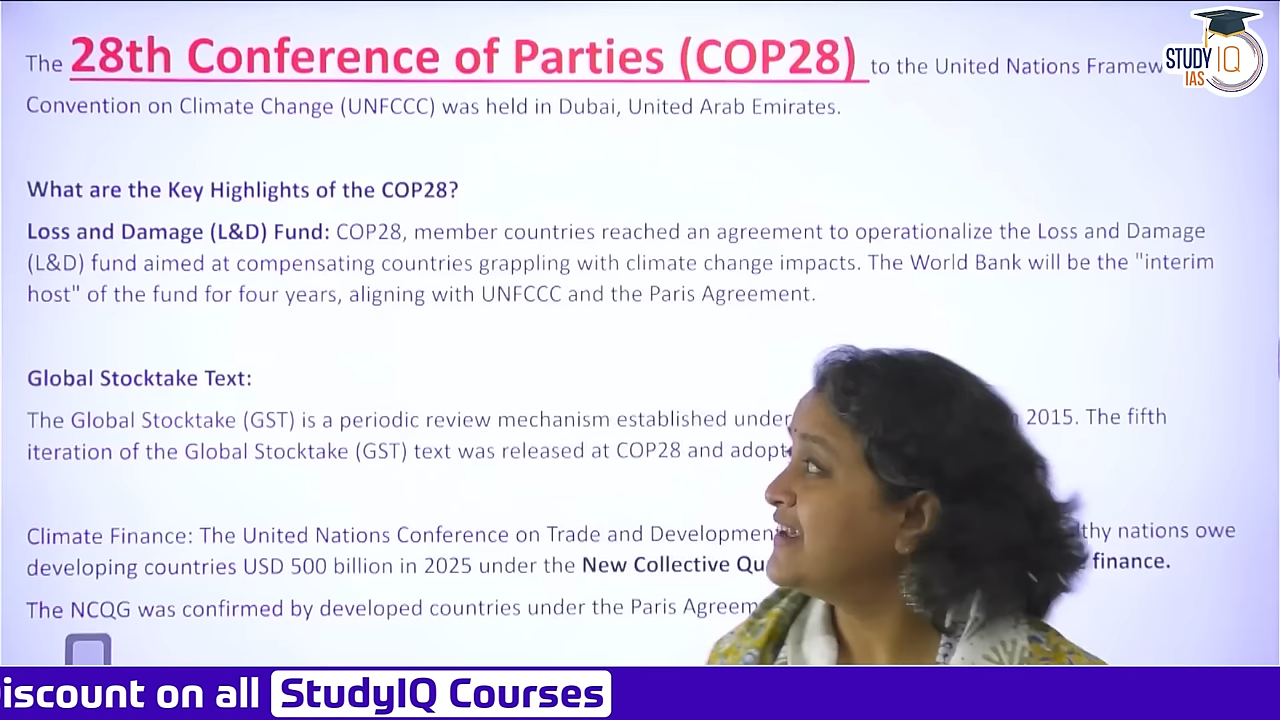 The 28th Conference of Parties (COP28) to the United Nations
Convention on Climate Change (UNFCCC) was held in Dubai, United Arab Emirates.
What are the Key Highlights of the COP28?
Loss and Damage (L&D) Fund: COP28, member countries reached an agreement to operationalize the Loss and Damage
(L&D) fund aimed at compensating countries grappling with climate change impacts. The World Bank will be the "interim
host" of the fund for four years, aligning with UNFCCC and the Paris Agreement.
Global Stocktake Text:
The Global Stocktake (GST) is a periodic review mechanism established under 2015. The fifth
iteration of the Global Stocktake (GST) text was released at COP28 and
Climate Finance: The United Nations Conference on Trade and nations owe
developing countries USD 500 billion in 2025 under the New Collective finance.
The NCQG was confirmed by developed countries under the Paris
STUDY IQ
IAS
iscount on all StudyIQ Courses